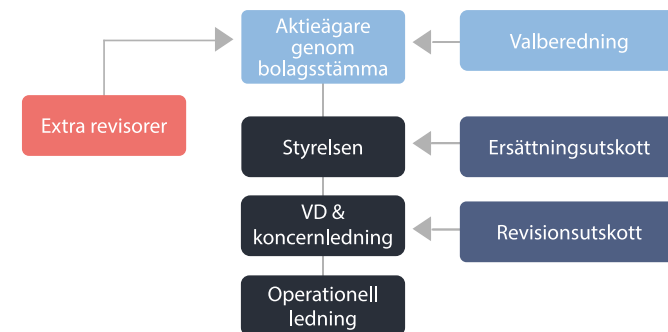 Aktieägare
genom
bolagsstämma
Valberedning
Extra revisorer
Styrelsen
Ersättningsutskott
VD &
koncernledning
Revisionsutskott
Operationell
ledning